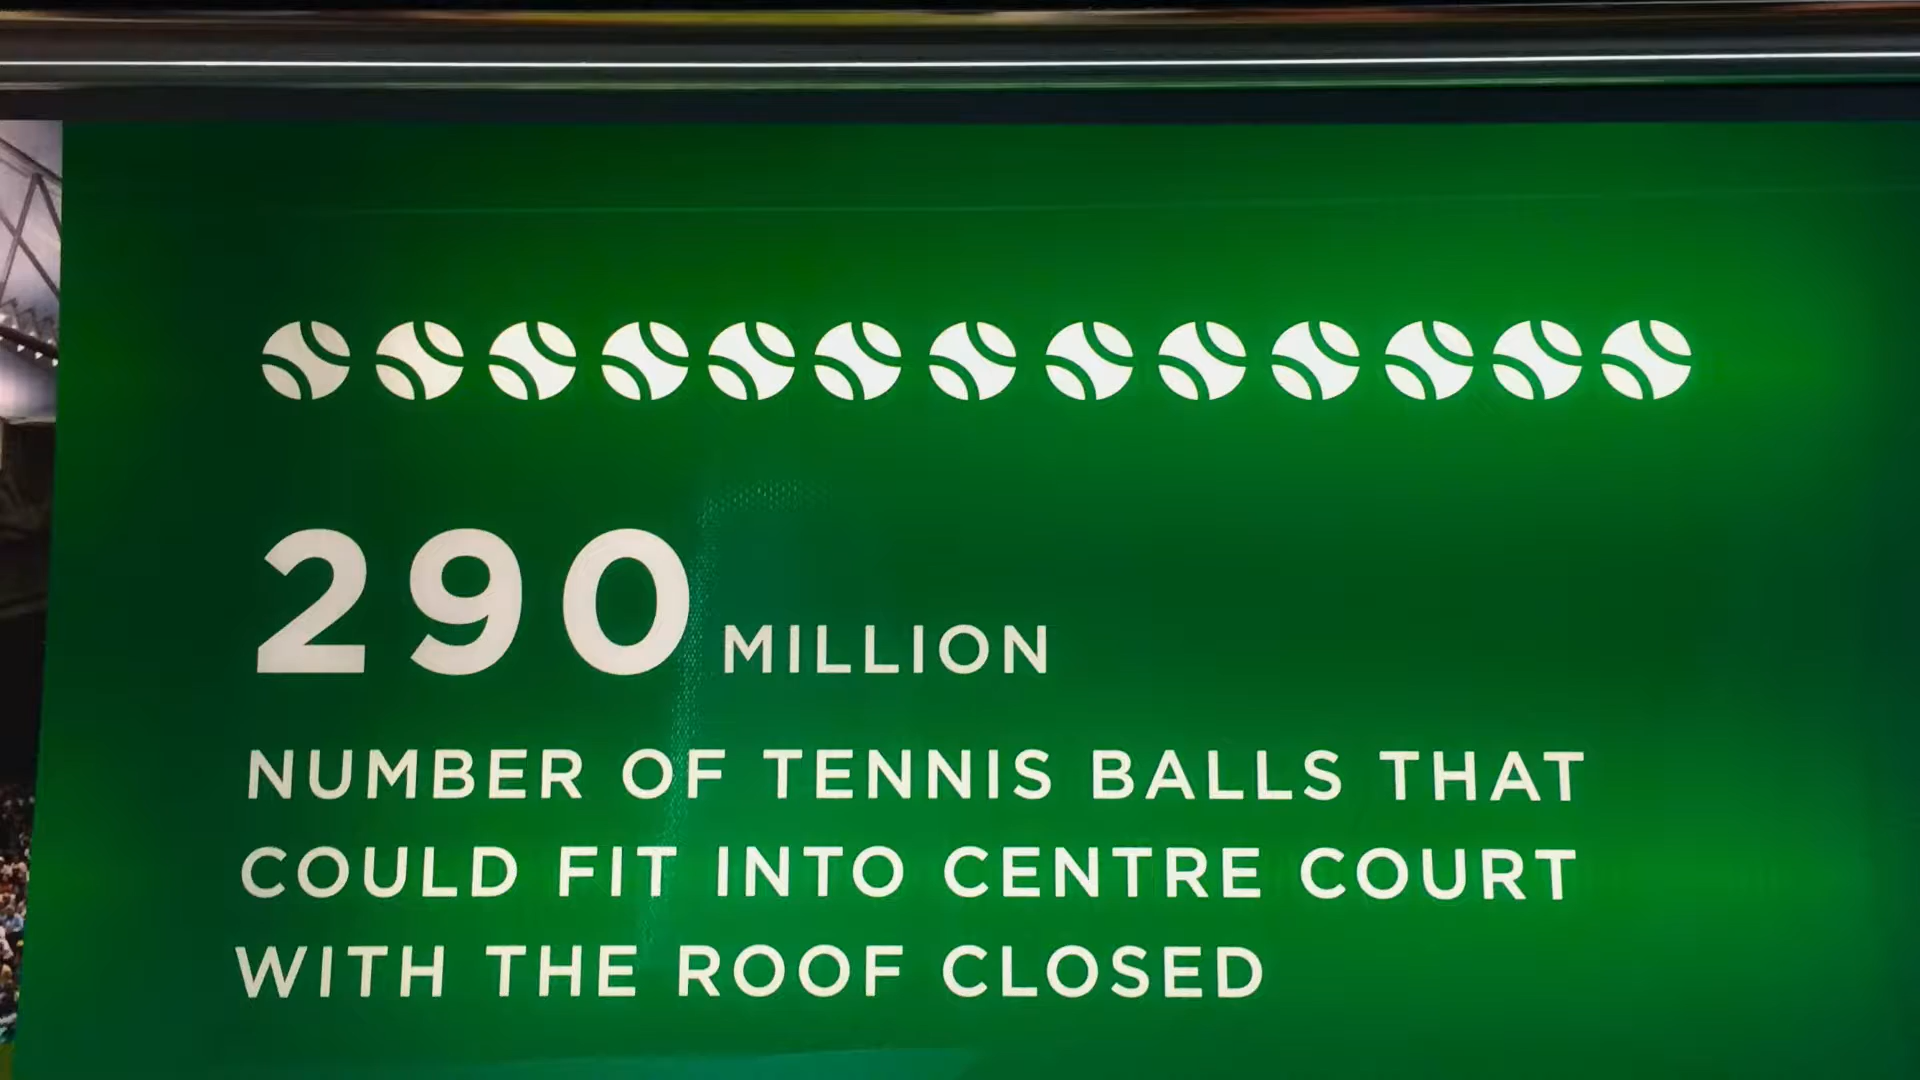 290 MILLION
NUMBER OF TENNIS BALLS THAT
COULD FIT INTO CENTRE COURT
WITH THE ROOF CLOSED